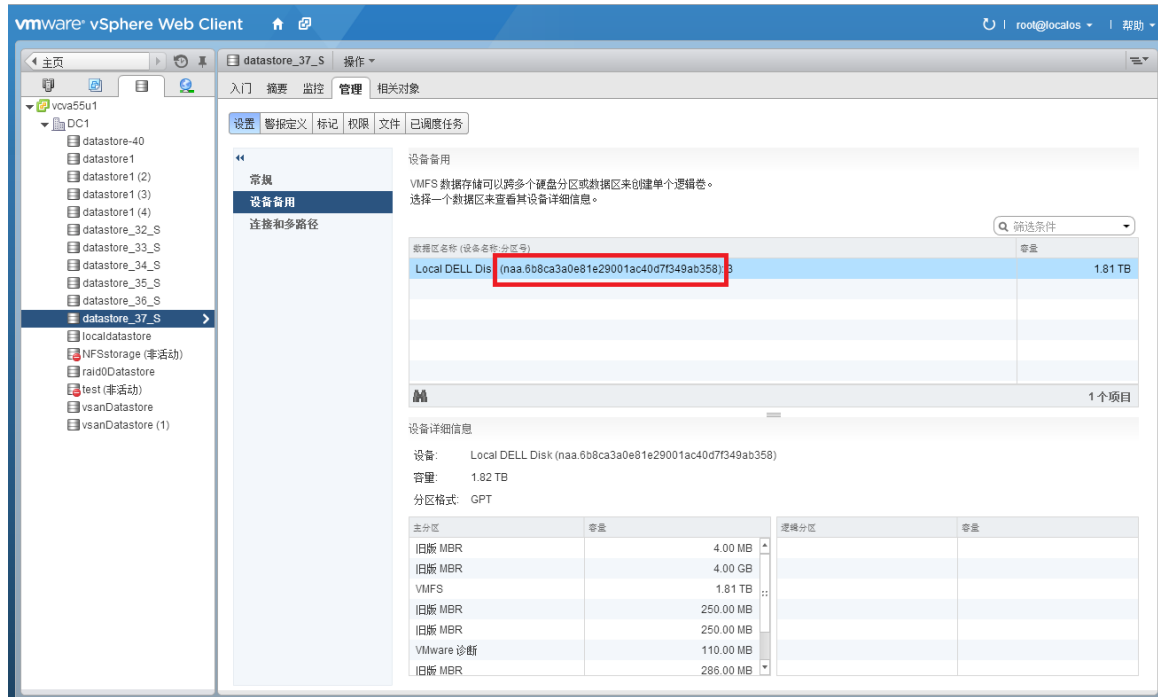 vmware® vSphere Web Client
root@localos
帮助
主页
datastore_37_S
操作
vcva55u1
DC1
datastore-40
datastore1
datastore1 (2)
datastore1 (3)
datastore1 (4)
datastore_32_S
datastore_33_S
datastore_34_S
datastore_35_S
datastore_36_S
datastore_37_S
localdatastore
NFSstorage (非活动)
raid0Datastore
test (非活动)
vsanDatastore
vsanDatastore (1)
入门 摘要 监控 管理 相关对象
设置 警报定义 标记 权限 文件 已调度任务
常规
设备备用
连接和多路径
设备备用
VMFS 数据存储可以跨多个硬盘分区或数据区来创建单个逻辑卷。
选择一个数据区来查看其设备详细信息。
筛选条件
数据区名称 (设备名称:分区号) 容量
Local DELL Dis (naa.6b8ca3a0e81e29001ac40d7f349ab358):3 1.81 TB
1 个项目
设备详细信息
设备: Local DELL Disk (naa.6b8ca3a0e81e29001ac40d7f349ab358)
容量: 1.82 TB
分区格式: GPT
主分区 容量 逻辑分区 容量
旧版 MBR 4.00 MB
旧版 MBR 4.00 GB
VMFS 1.81 TB
旧版 MBR 250.00 MB
旧版 MBR 250.00 MB
VMware 诊断 110.00 MB
旧版 MBR 286.00 MB